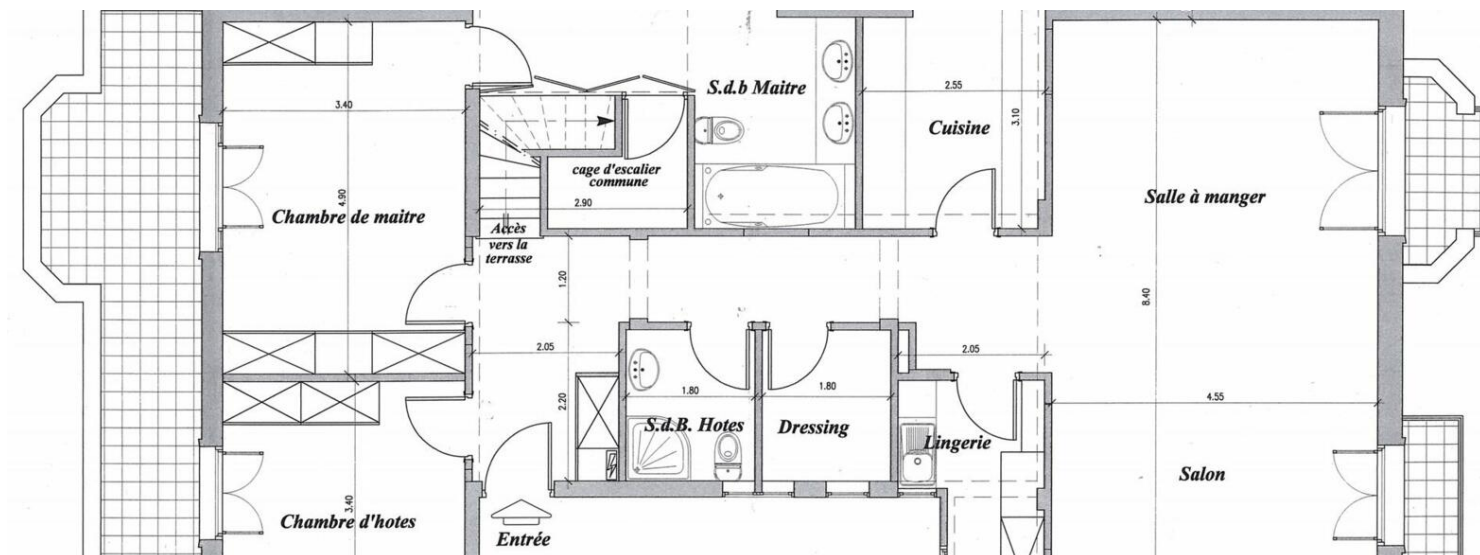 S.d.b Maitre
3.40
2.55
3.10
Cuisine
cage d'escalier
commune
4.90
Chambre de maitre
2.90
Salle à manger
Accès
vers la
terrasse
1.20
8.40
2.05
2.05
1.80
1.80
2.20
4.55
S.d.B. Hotes
Dressing
Lingerie
Salon
3.40
Chambre d'hotes
Entrée